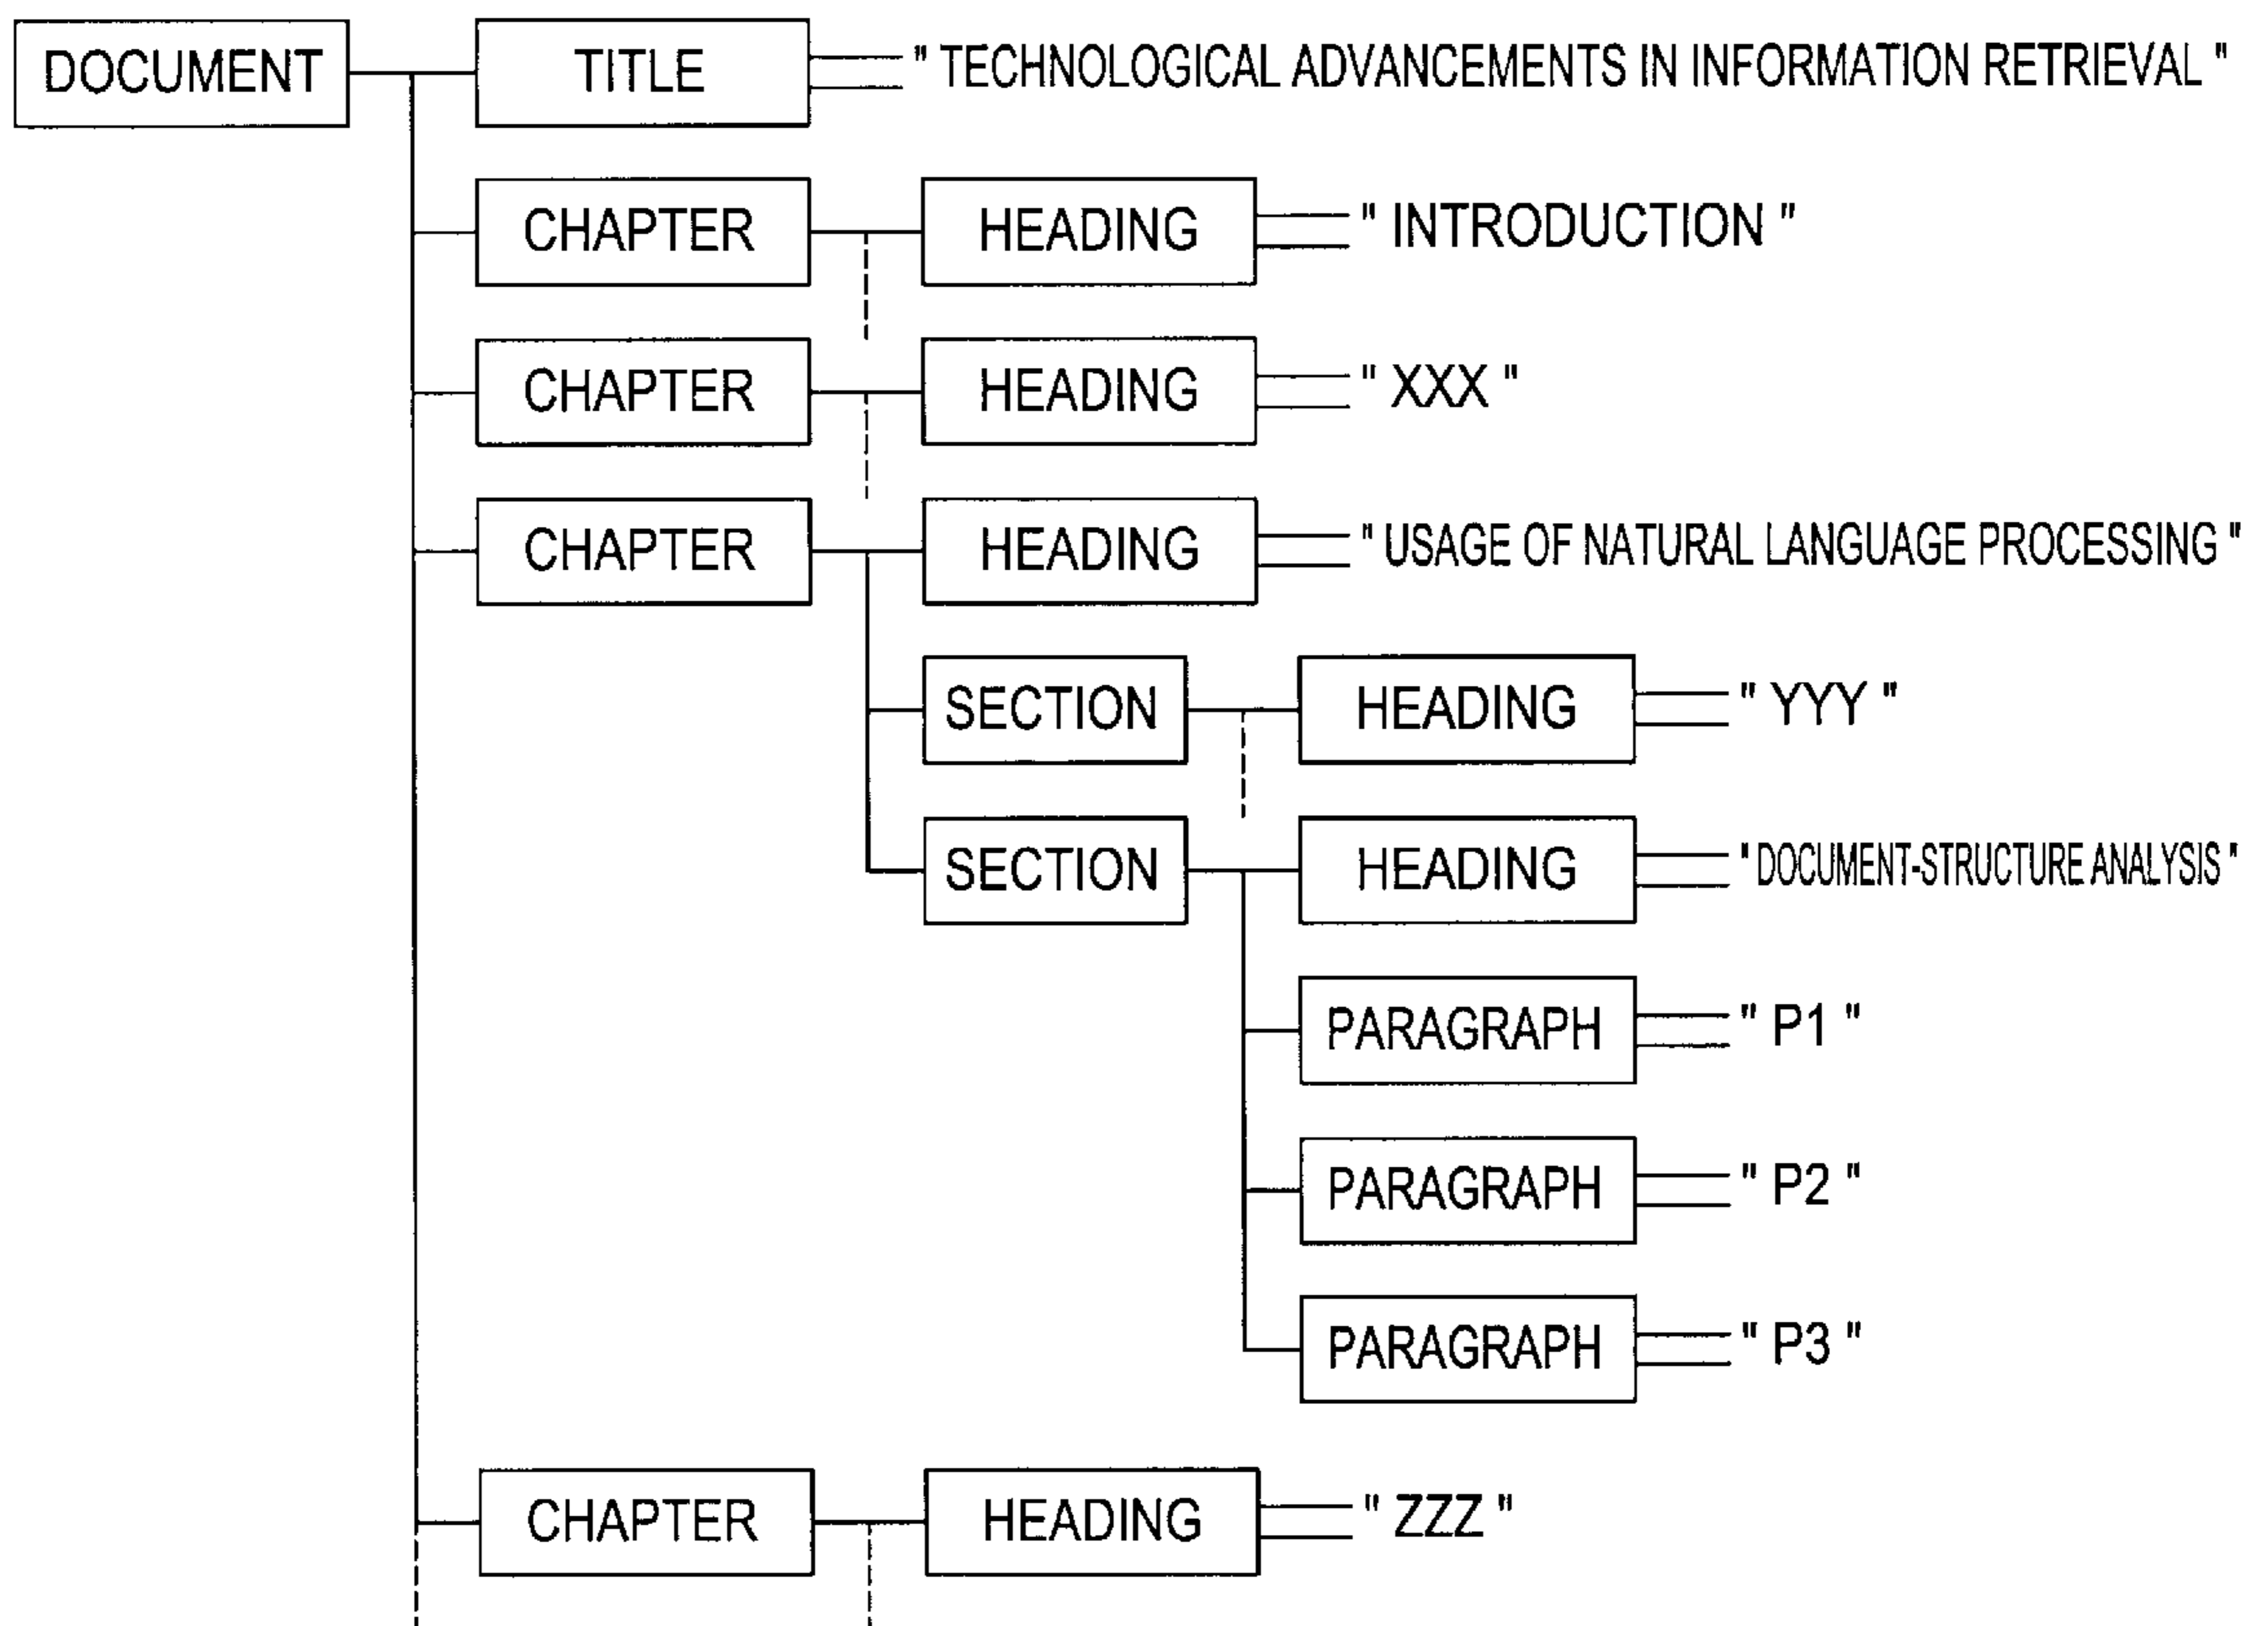 DOCUMENT TITLE " TECHNOLOGICAL ADVANCEMENTS IN INFORMATION RETRIEVAL "
CHAPTER HEADING " INTRODUCTION "
CHAPTER HEADING " XXX "
CHAPTER HEADING " USAGE OF NATURAL LANGUAGE PROCESSING "
SECTION HEADING " YYY "
SECTION HEADING " DOCUMENT-STRUCTURE ANALYSIS "
PARAGRAPH " P1 "
PARAGRAPH " P2 "
PARAGRAPH " P3 "
CHAPTER HEADING " ZZZ "